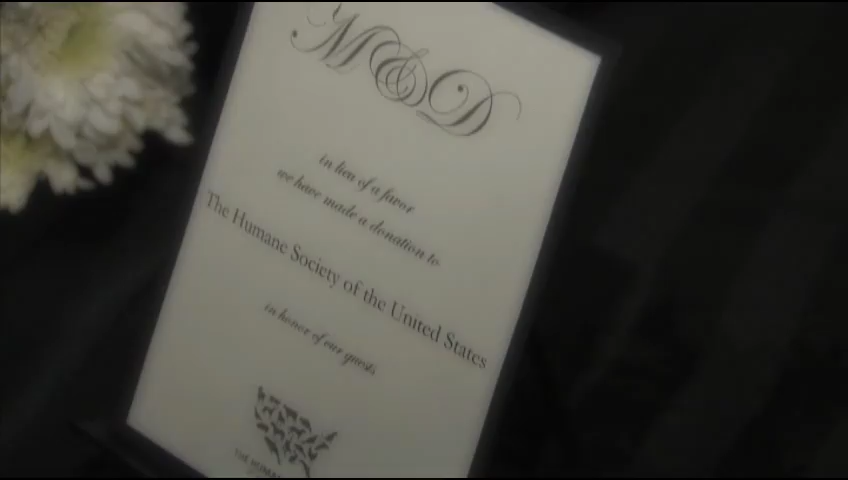 M&D
in lieu of a favor
we have made a donation to
The Humane Society of the United States
in honor of our guests
THE